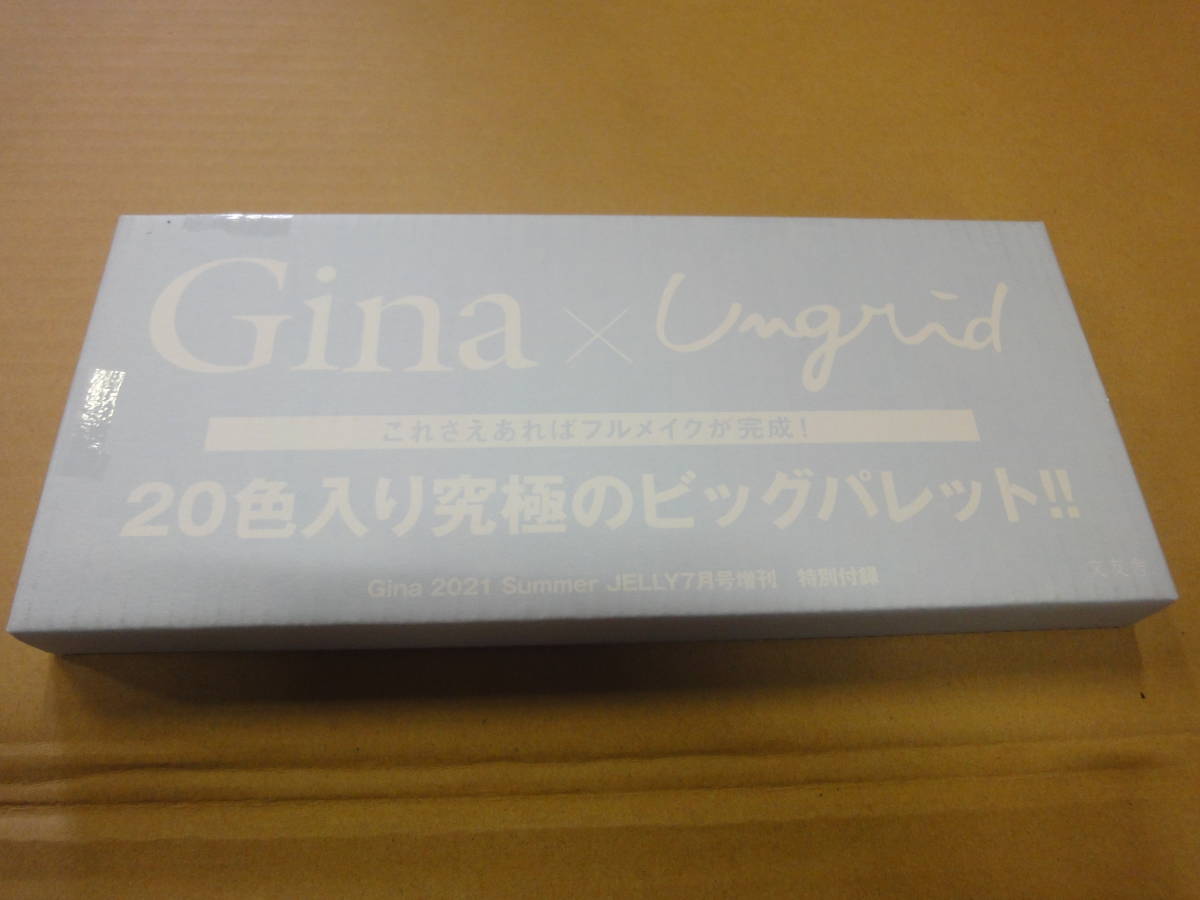 Gina × Ungrid
これさえあればフルメイクが完成！
20色入り究極のビッグパレット!!
Gina 2021 Summer JELLY7月号増刊　特別付録
文友舎